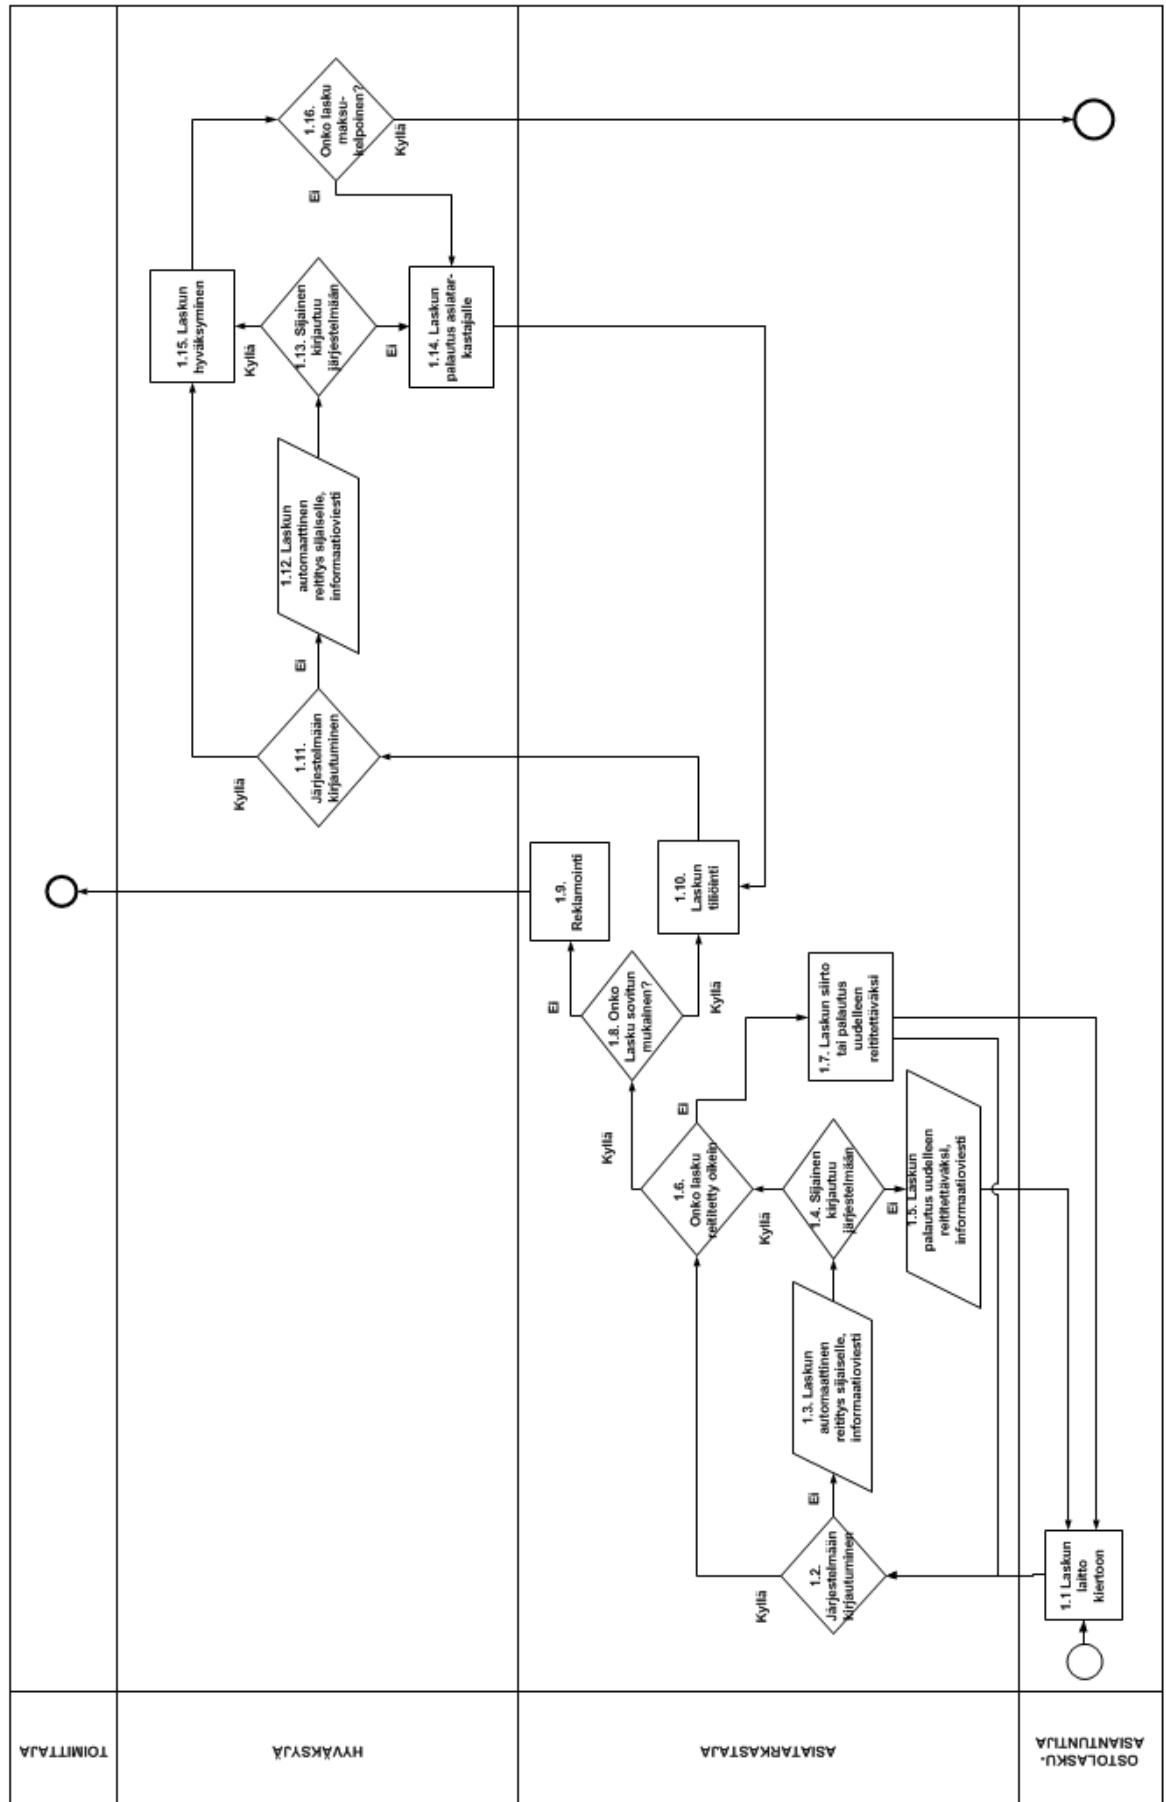 TOIMITTAJA
HYVÄKSYJÄ
ASIATARKASTAJA
OSTOLASKU-
ASIANTUNTIJA
1.1 Laskun
laitto
kiertoon
1.2.
Järjestelmään
kirjautuminen
Kyllä
Ei
1.3. Laskun
automaattinen
reititys sijaiselle,
informaatioviesti
1.4. Sijainen
kirjautuu
järjestelmään
Kyllä
Ei
1.5. Laskun
palautus uudelleen
reititettäväksi,
informaatioviesti
1.6.
Onko lasku
reititetty oikein
Kyllä
Ei
1.7. Laskun siirto
tai palautus
uudelleen
reititettäväksi
1.8. Onko
Lasku sovitun
mukainen?
Ei
Kyllä
1.9.
Reklamointi
1.10.
Laskun
tiliöinti
1.11.
Järjestelmään
kirjautuminen
Kyllä
Ei
1.12. Laskun
automaattinen
reititys sijaiselle,
informaatioviesti
1.13. Sijainen
kirjautuu
järjestelmään
Kyllä
Ei
1.14. Laskun
palautus asiatar-
kastajalle
1.15. Laskun
hyväksyminen
1.16.
Onko lasku
maksu-
kelpoinen?
Ei
Kyllä